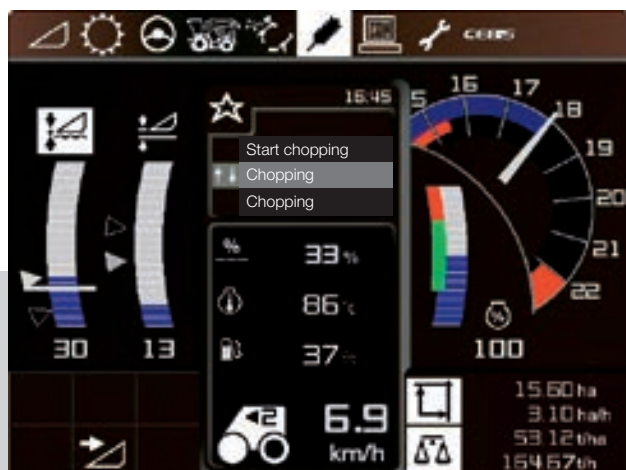 CEBIS
16:45
15 16 17 18 19 20 21 22
Start chopping
Chopping
Chopping
% 33 %
86 °c
37
30 13
% 100
2 6.9 km/h
15.60 ha
3.10 ha/h
53.12 t/ha
164.67 t/h